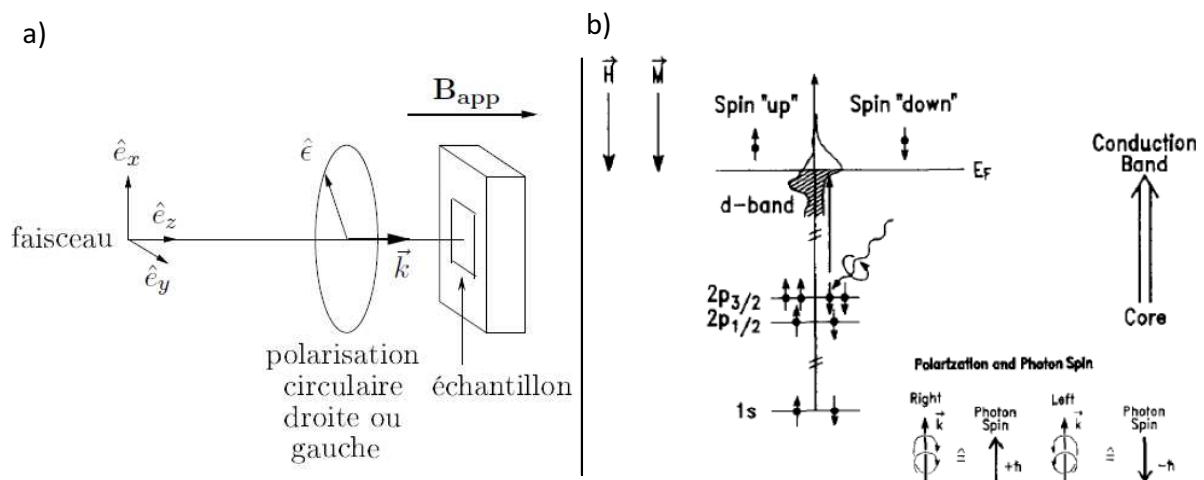 a)
B_app
ê_x
ε̂
ê_z
faisceau
k⃗
ê_y
polarisation
circulaire
droite ou
gauche
échantillon
b)
H⃗
M⃗
Spin "up"
Spin "down"
E_F
d-band
Conduction
Band
2p_3/2
2p_1/2
Core
1s
Polarization and Photon Spin
Right
k⃗
Photon
Spin
≙
+ħ
Left
k⃗
Photon
Spin
≙
-ħ